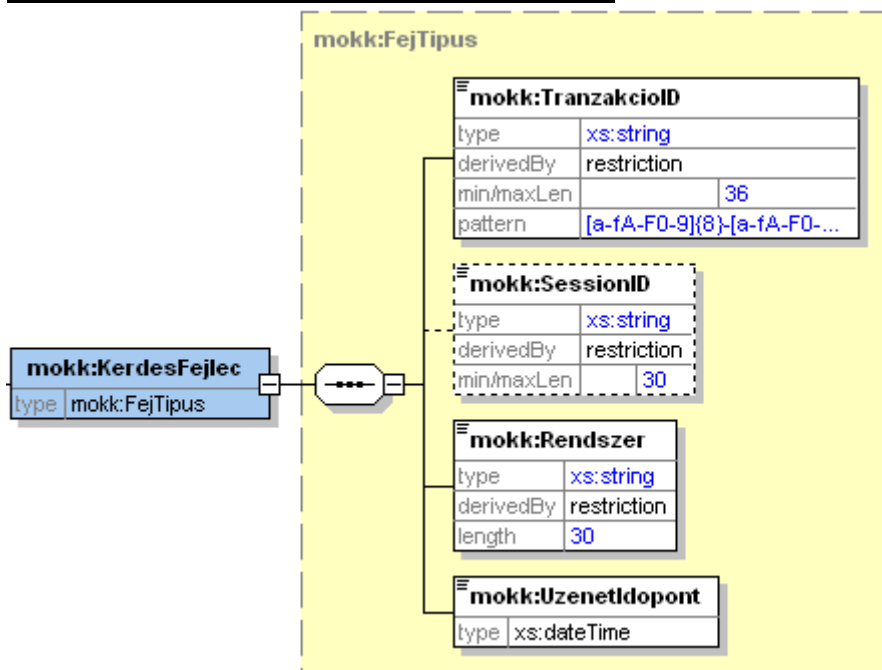 mokk:FejTipus
mokk:TranzakcioID
type xs:string
derivedBy restriction
min/maxLen 36
pattern [a-fA-F0-9]{8}-[a-fA-F0-...
mokk:SessionID
type xs:string
derivedBy restriction
min/maxLen 30
mokk:KerdesFejlec
type mokk:FejTipus
mokk:Rendszer
type xs:string
derivedBy restriction
length 30
mokk:UzenetIdopont
type xs:dateTime